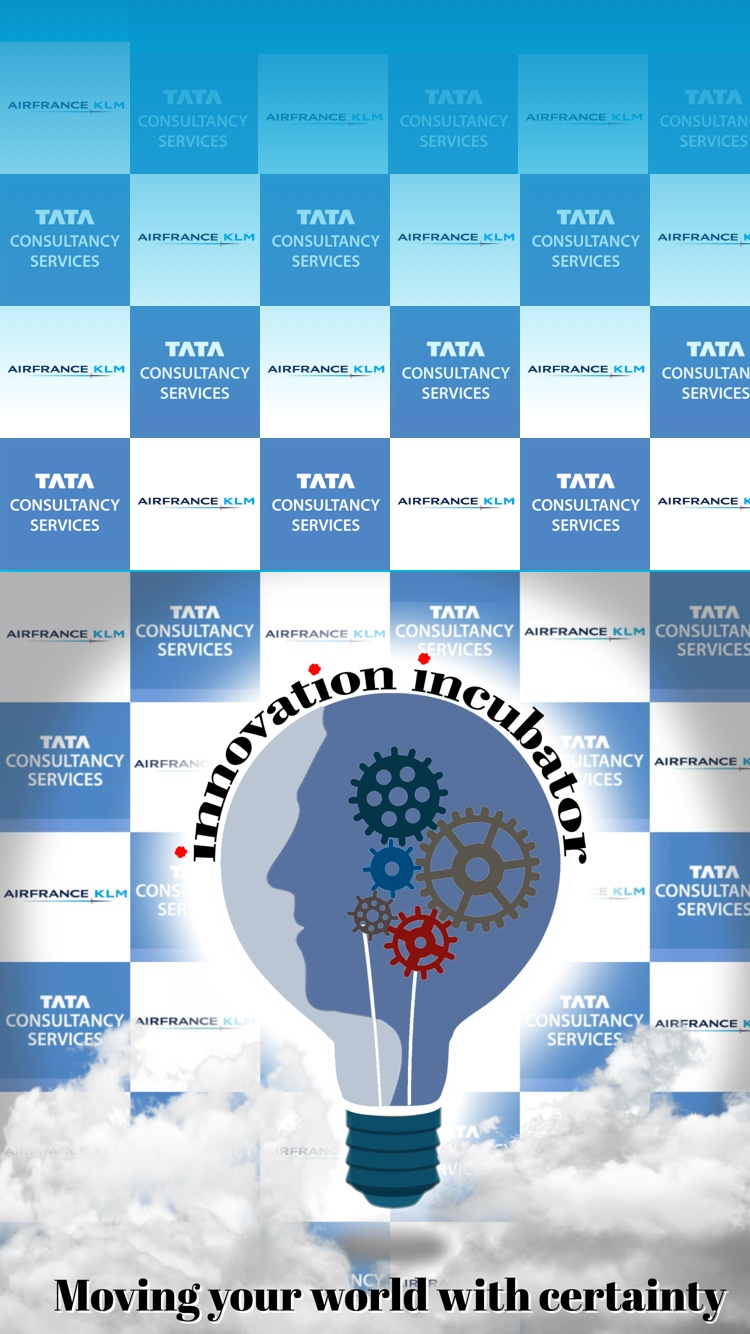 AIRFRANCE KLM TATA AIRFRANCE KLM TATA AIRFRANCE KLM TATA
CONSULTANCY CONSULTANCY CONSULTAN
SERVICES SERVICES SERVICES
TATA AIRFRANCE KLM TATA AIRFRANCE KLM TATA AIRFRANCE K
CONSULTANCY CONSULTANCY CONSULTANCY
SERVICES SERVICES SERVICES
AIRFRANCE KLM TATA AIRFRANCE KLM TATA AIRFRANCE KLM TATA
CONSULTANCY CONSULTANCY CONSULTAN
SERVICES SERVICES SERVICES
TATA AIRFRANCE KLM TATA AIRFRANCE KLM TATA AIRFRANCE K
CONSULTANCY CONSULTANCY CONSULTANCY
SERVICES SERVICES SERVICES
AIRFRANCE KLM TATA AIRFRANCE KLM TATA AIRFRANCE KLM TATA
CONSULTANCY CONSULTANCY CONSULTAN
SERVICES SERVICES SERVICES
innovation incubator
TATA AIRFRANC TATA AIRFRANCE K
CONSULTANCY
SERVICES
AIRFRANCE KLM KLM TATA
CONSULTAN
SERVICES
TATA AIRFRANCE KLM TATA AIRFRANCE K
CONSULTANCY CONSULTANCY
SERVICES SERVICES
Moving your world with certainty